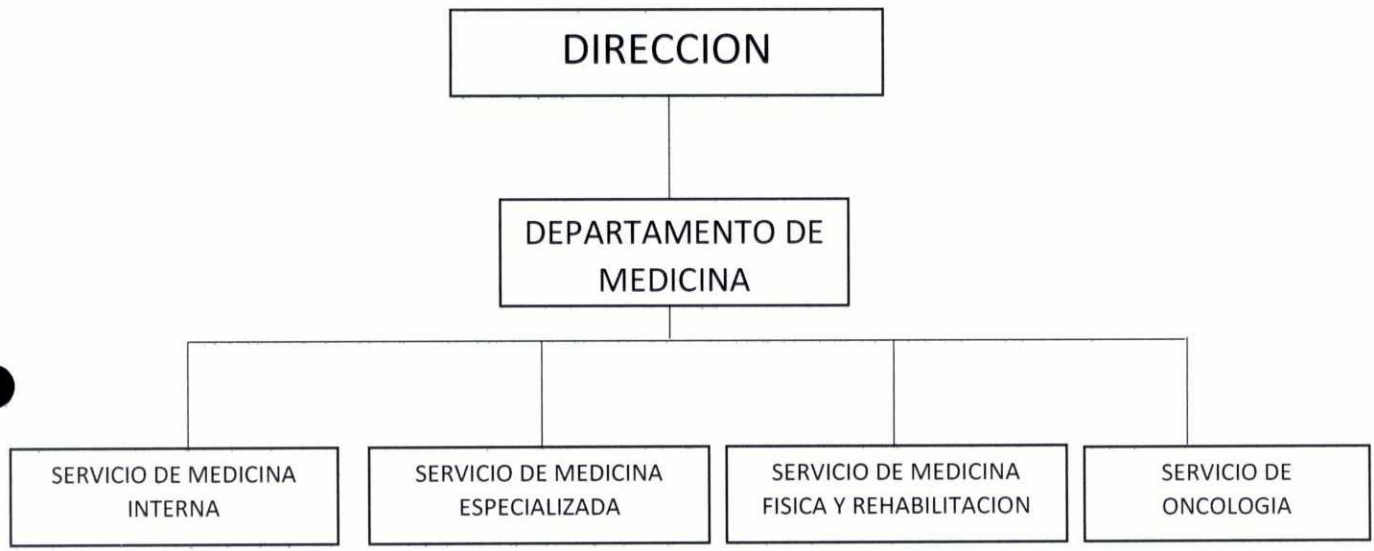 DIRECCION
DEPARTAMENTO DE
MEDICINA
SERVICIO DE MEDICINA
INTERNA
SERVICIO DE MEDICINA
ESPECIALIZADA
SERVICIO DE MEDICINA
FISICA Y REHABILITACION
SERVICIO DE
ONCOLOGIA